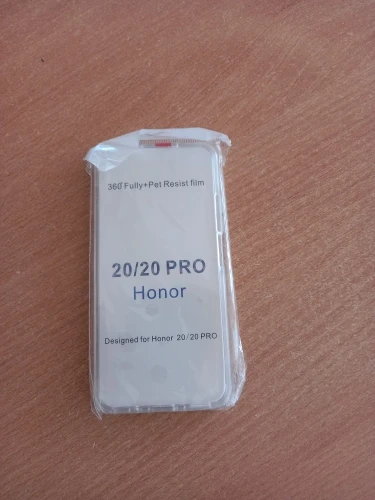 360°Fully+Pet Resist film
20/20 PRO
Honor
Designed for Honor 20/20 PRO